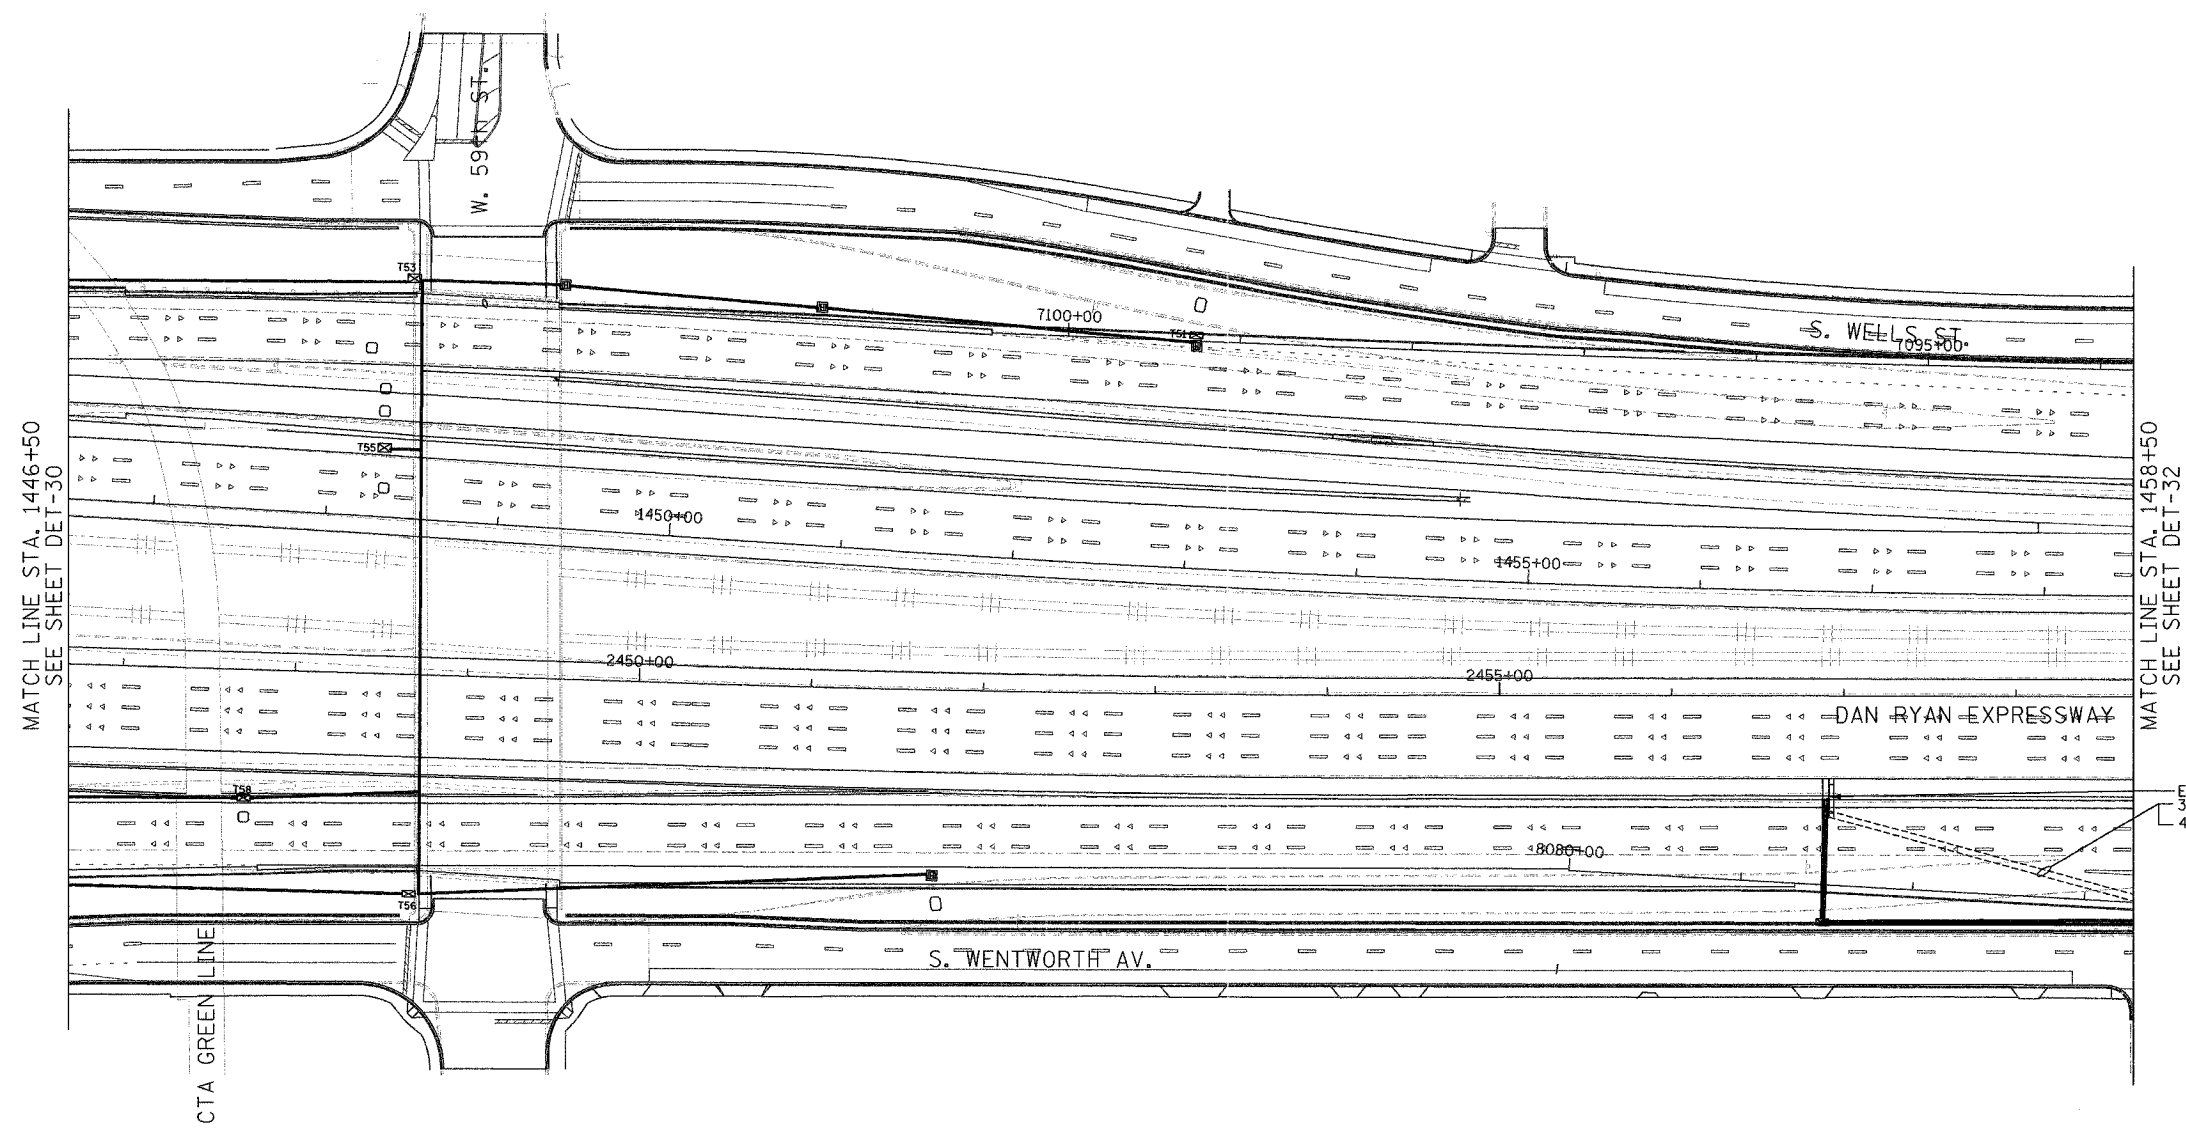 W. 59TH ST.
T53
7100+00
T51
S. WELLS ST.
7095+00
MATCH LINE STA. 1446+50
SEE SHEET DET-30
T55
1450+00
1455+00
MATCH LINE STA. 1458+50
SEE SHEET DET-32
2450+00
2455+00
DAN RYAN EXPRESSWAY
T58
E
3
4
8080+00
T56
S. WENTWORTH AV.
CTA GREEN LINE